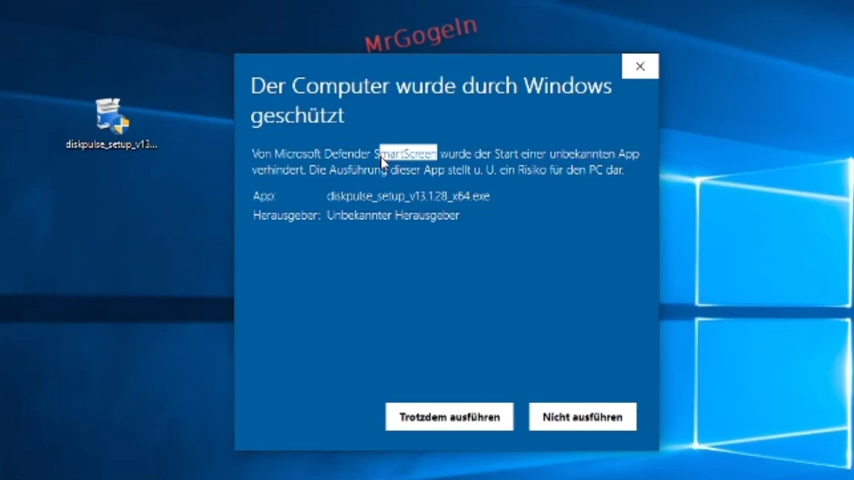 MrGogeln
Der Computer wurde durch Windows
geschützt
Von Microsoft Defender SmartScreen wurde der Start einer unbekannten App
verhindert. Die Ausführung dieser App stellt u. U. ein Risiko für den PC dar.
App: diskpulse_setup_v13.1.28_x64.exe
Herausgeber: Unbekannter Herausgeber
diskpulse_setup_v13...
Trotzdem ausführen
Nicht ausführen